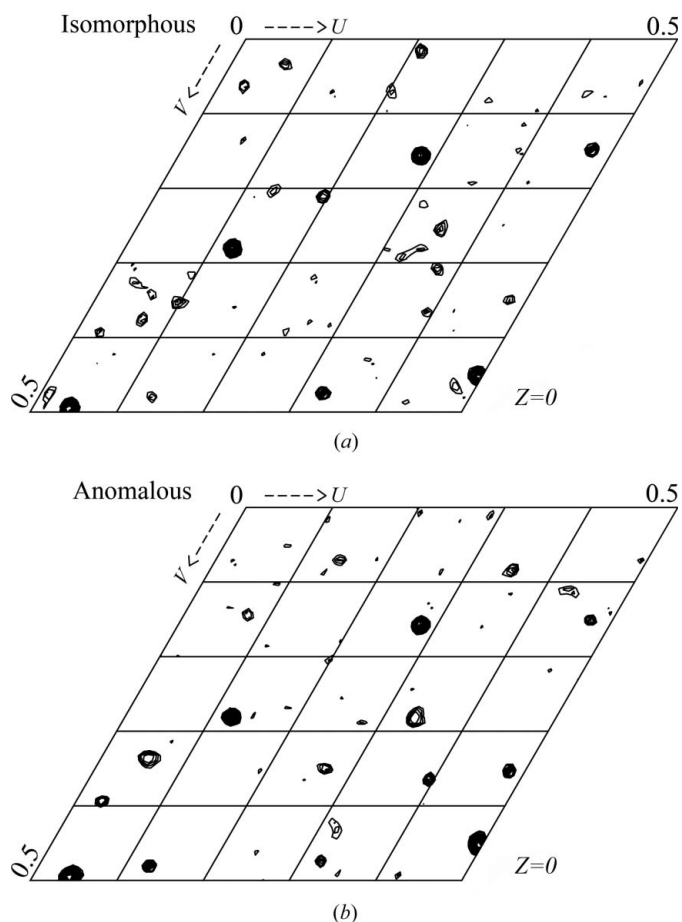 Isomorphous 0 ----> U 0.5
V <---
0.5 Z=0
(a)
Anomalous 0 ----> U 0.5
V <---
0.5 Z=0
(b)